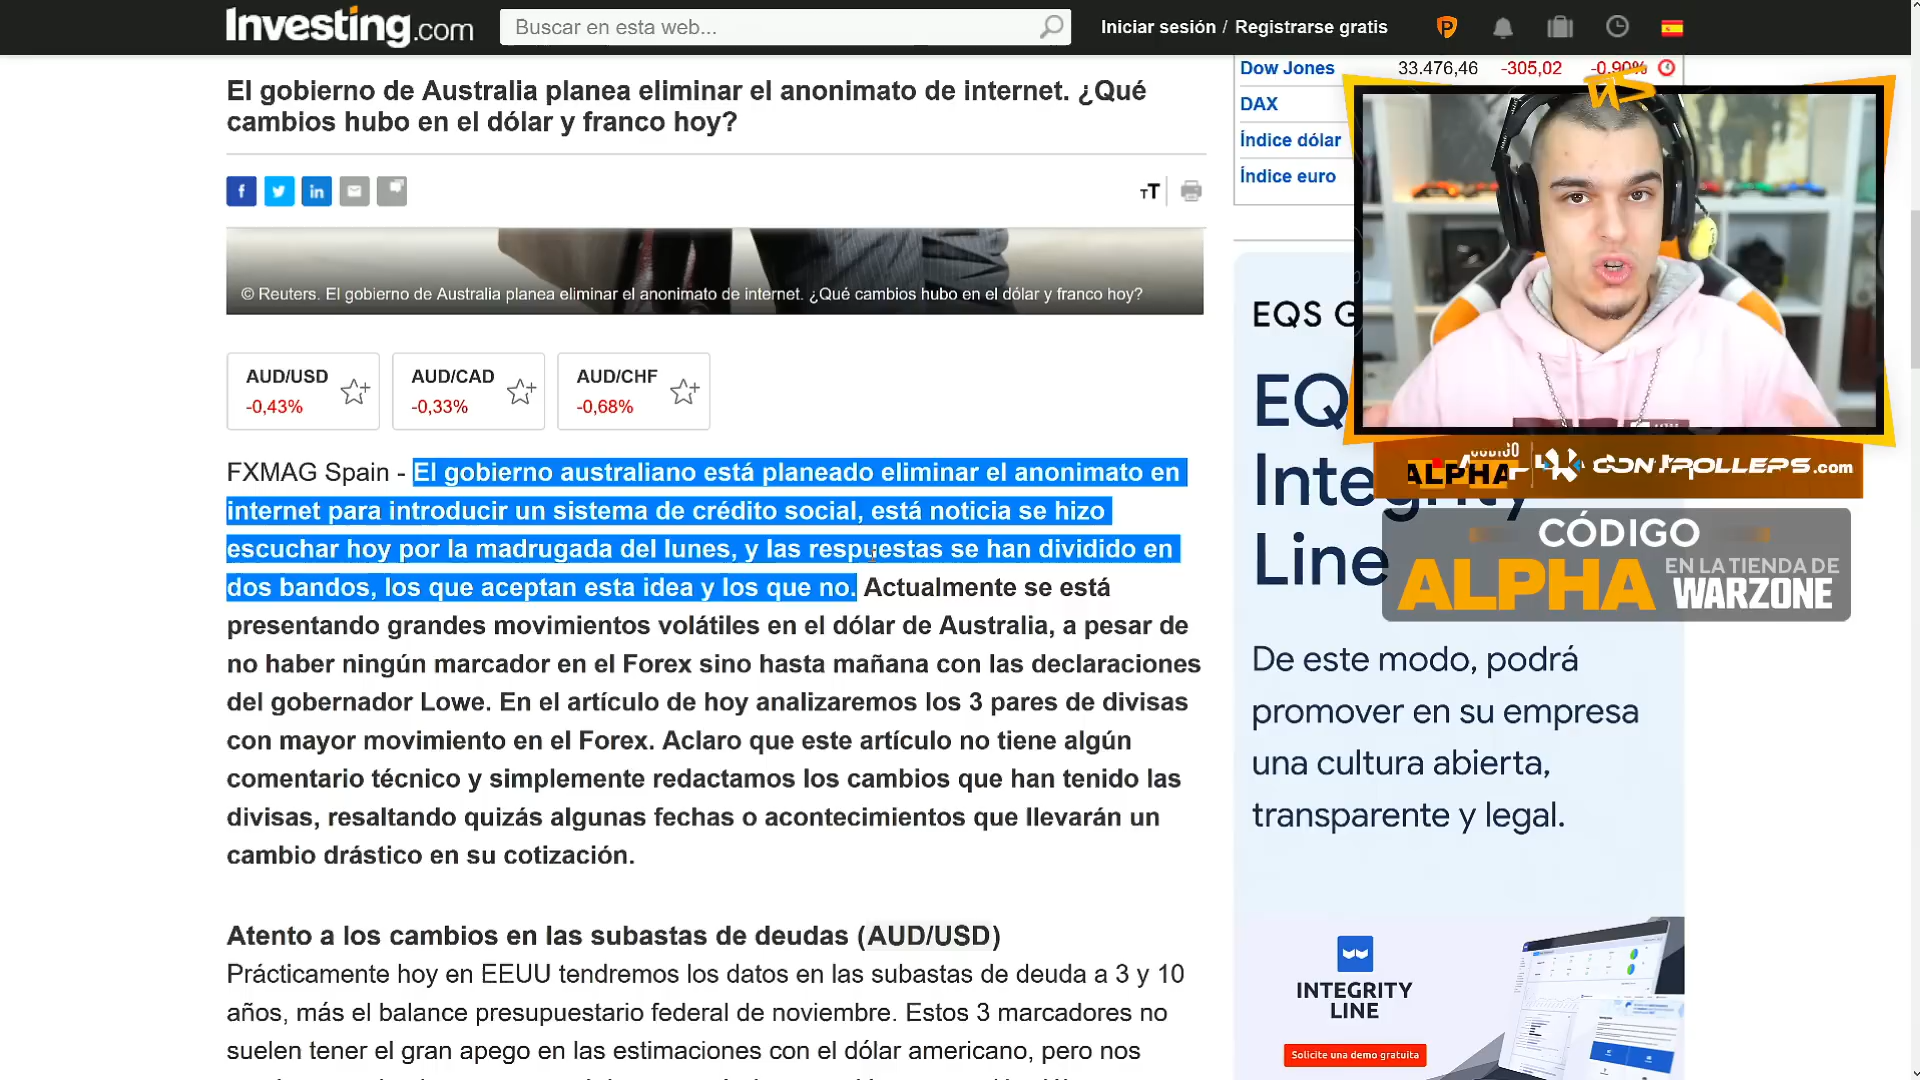 Investing.com
Buscar en esta web...
Iniciar sesión / Registrarse gratis
El gobierno de Australia planea eliminar el anonimato de internet. ¿Qué
cambios hubo en el dólar y franco hoy?
TT
© Reuters. El gobierno de Australia planea eliminar el anonimato de internet. ¿Qué cambios hubo en el dólar y franco hoy?
AUD/USD
-0,43%
AUD/CAD
-0,33%
AUD/CHF
-0,68%
FXMAG Spain - El gobierno australiano está planeado eliminar el anonimato en
internet para introducir un sistema de crédito social, está noticia se hizo
escuchar hoy por la madrugada del lunes, y las respuestas se han dividido en
dos bandos, los que aceptan esta idea y los que no. Actualmente se está
presentando grandes movimientos volátiles en el dólar de Australia, a pesar de
no haber ningún marcador en el Forex sino hasta mañana con las declaraciones
del gobernador Lowe. En el artículo de hoy analizaremos los 3 pares de divisas
con mayor movimiento en el Forex. Aclaro que este artículo no tiene algún
comentario técnico y simplemente redactamos los cambios que han tenido las
divisas, resaltando quizás algunas fechas o acontecimientos que llevarán un
cambio drástico en su cotización.
Atento a los cambios en las subastas de deudas (AUD/USD)
Prácticamente hoy en EEUU tendremos los datos en las subastas de deuda a 3 y 10
años, más el balance presupuestario federal de noviembre. Estos 3 marcadores no
suelen tener el gran apego en las estimaciones con el dólar americano, pero nos
Dow Jones 33.476,46 -305,02 -0,90%
DAX
Índice dólar
Índice euro
EQS G
EQ
Integrity
Line
CÓDIGO
ALPHA
CONTROLLERS.com
CÓDIGO
ALPHA
EN LA TIENDA DE
WARZONE
De este modo, podrá
promover en su empresa
una cultura abierta,
transparente y legal.
INTEGRITY
LINE
Solicite una demo gratuita